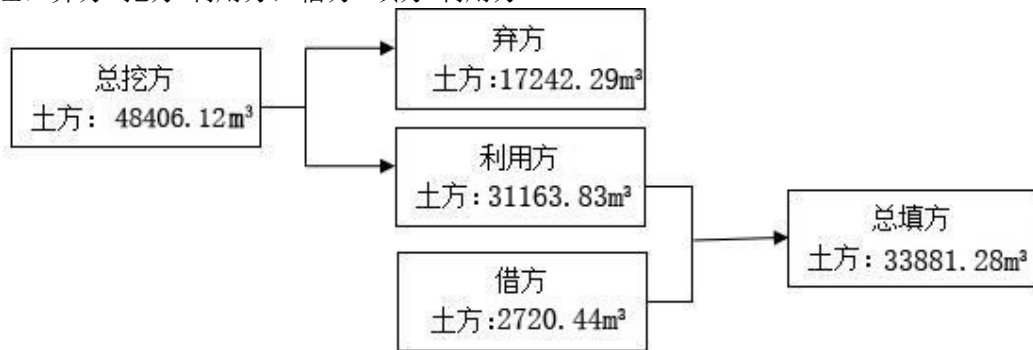 总挖方
土方：48406.12m³
弃方
土方:17242.29m³
利用方
土方:31163.83m³
借方
土方:2720.44m³
总填方
土方:33881.28m³